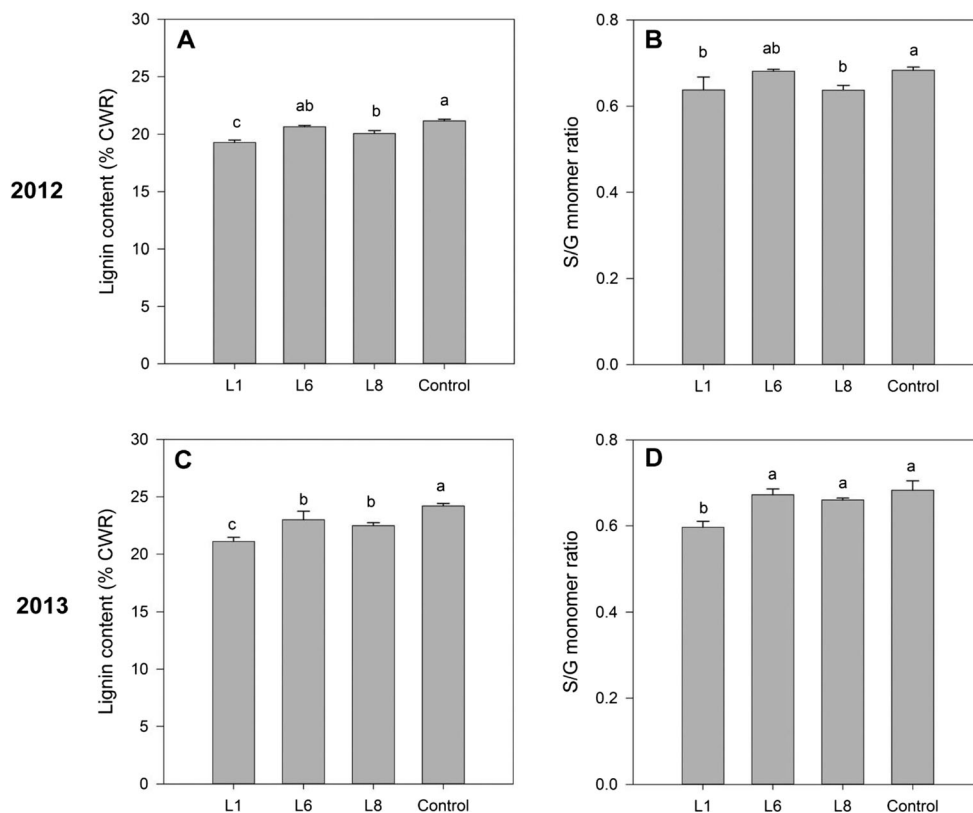 2012
A
Lignin content (% CWR)
30
25
20
15
10
5
0
c
ab
b
a
L1 L6 L8 Control
B
S/G mnomer ratio
0.8
0.6
0.4
0.2
0.0
b
ab
b
a
L1 L6 L8 Control
2013
C
Lignin content (% CWR)
30
25
20
15
10
5
0
c
b
b
a
L1 L6 L8 Control
D
S/G monomer ratio
0.8
0.6
0.4
0.2
0.0
b
a
a
a
L1 L6 L8 Control